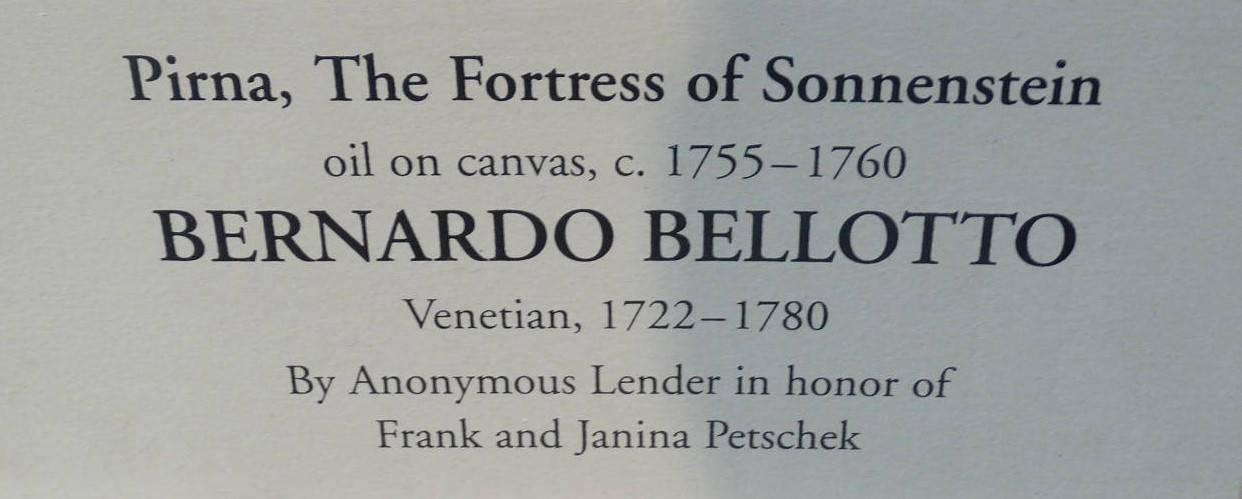 Pirna, The Fortress of Sonnenstein
oil on canvas, c. 1755–1760
BERNARDO BELLOTTO
Venetian, 1722–1780
By Anonymous Lender in honor of
Frank and Janina Petschek